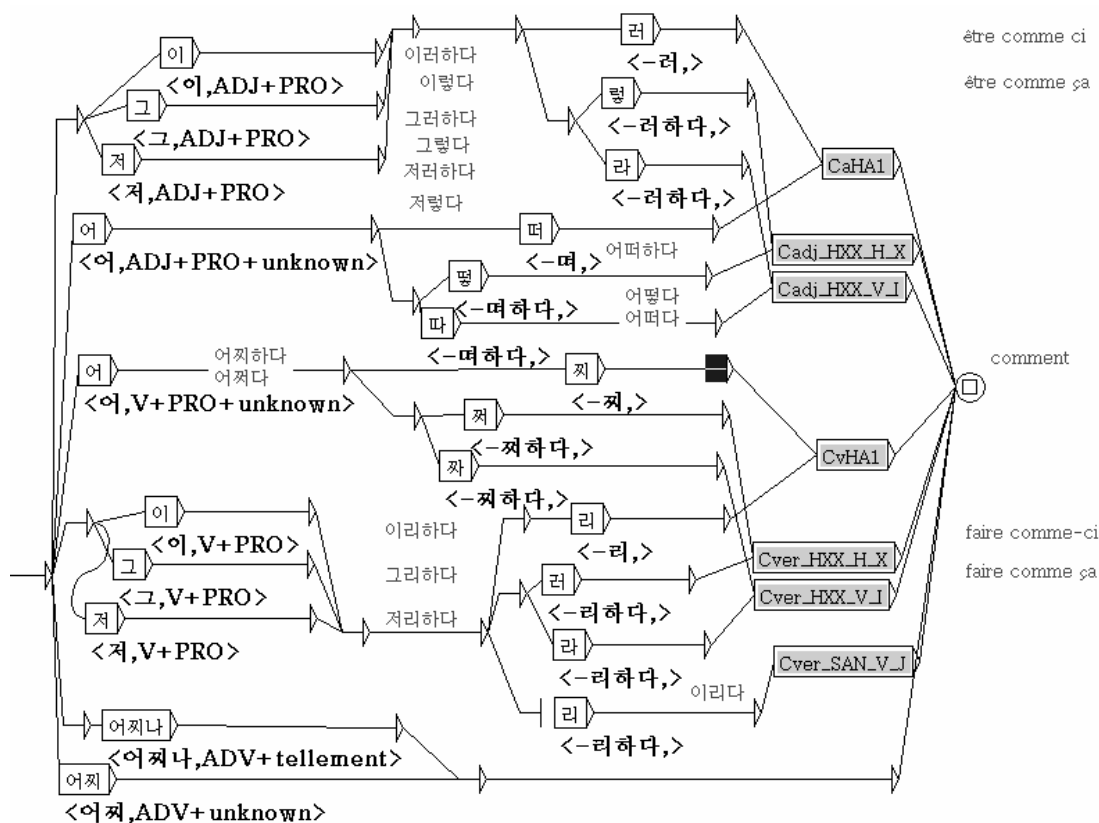 이
<이,ADJ+PRO>
그
<그,ADJ+PRO>
저
<저,ADJ+PRO>
이러하다
이렇다
그러하다
그렇다
저러하다
저렇다
러
<-러,>
렇
<-러하다,>
라
<-러하다,>
être comme ci
être comme ça
CaHA1
어
<어,ADJ+PRO+unknown>
떠
<-떠,>
어떠하다
떻
<-떠하다,>
어떻다
어떠다
따
<-떠하다,>
Cadj_HXX_H_X
Cadj_HXX_V_I
어
<어,V+PRO+unknown>
어찌하다
어쩌다
찌
<-찌,>
쩌
<-찌하다,>
짜
<-찌하다,>
comment
CvHA1
이
<이,V+PRO>
그
<그,V+PRO>
저
<저,V+PRO>
이리하다
그리하다
저리하다
리
<-리,>
러
<-리하다,>
라
<-리하다,>
이리다
리
<-리하다,>
faire comme-ci
faire comme ça
Cver_HXX_H_X
Cver_HXX_V_I
Cver_SAN_V_J
어찌나
<어찌나,ADV+tellement>
어찌
<어찌,ADV+unknown>